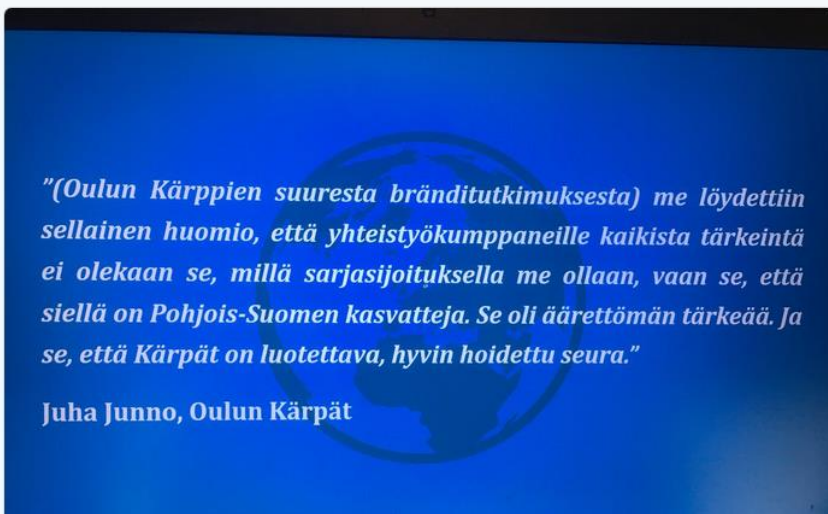 ”(Oulun Kärppien suuresta bränditutkimuksesta) me löydettiin
sellainen huomio, että yhteistyökumppaneille kaikista tärkeintä
ei olekaan se, millä sarjasijoituksella me ollaan, vaan se, että
siellä on Pohjois-Suomen kasvatteja. Se oli äärettömän tärkeää. Ja
se, että Kärpät on luotettava, hyvin hoidettu seura.”
Juha Junno, Oulun Kärpät